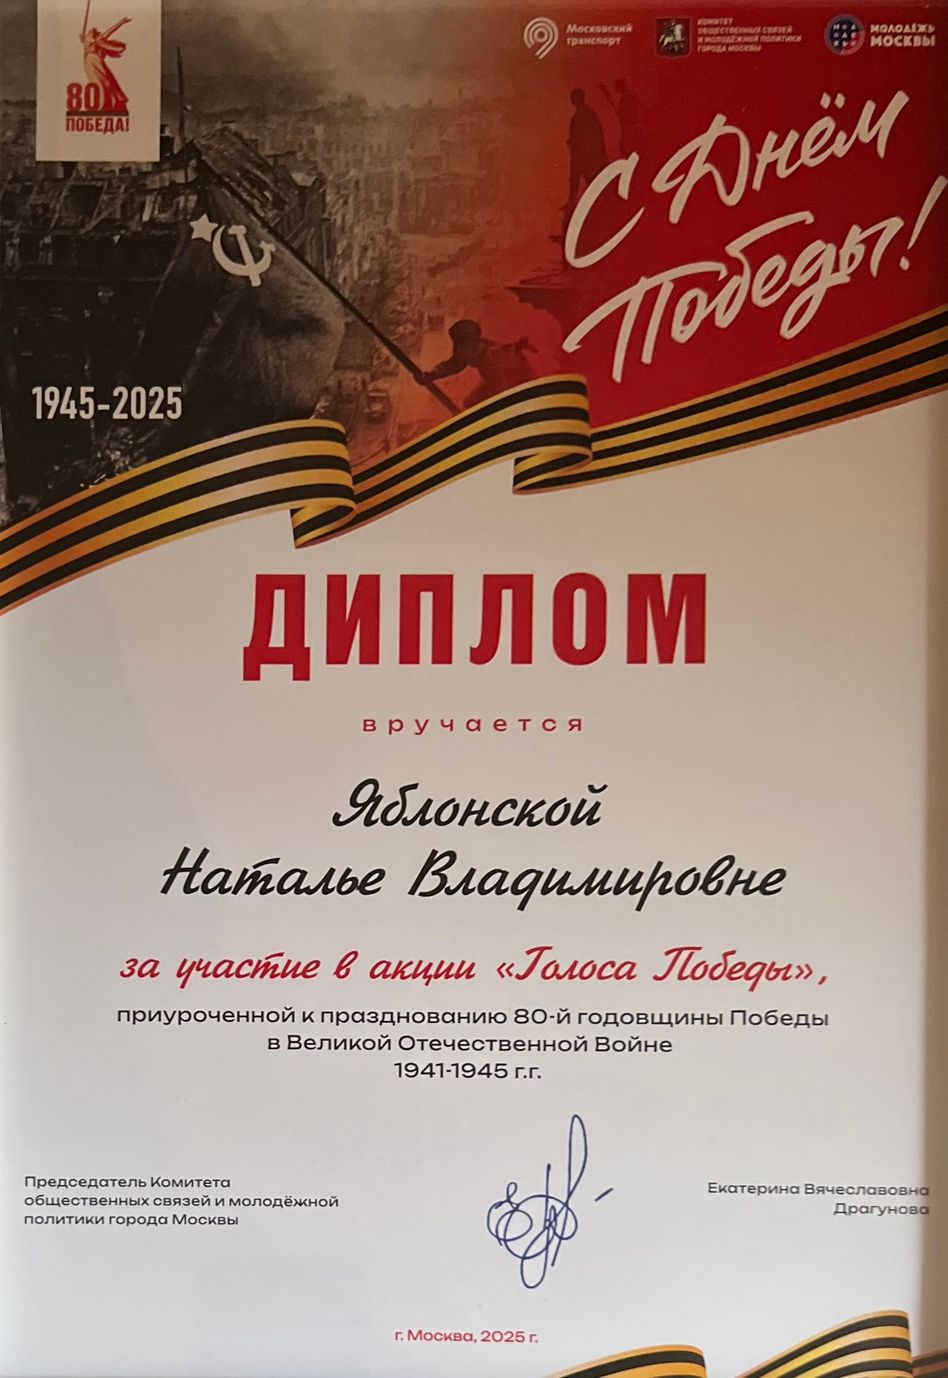 80
ПОБЕДА!
Московский
транспорт
КОМИТЕТ
ОБЩЕСТВЕННЫХ СВЯЗЕЙ
И МОЛОДЁЖНОЙ ПОЛИТИКИ
ГОРОДА МОСКВЫ
МОЛОДЁЖЬ
МОСКВЫ
С Днём
Победы!
1945-2025
ДИПЛОМ
вручается
Яблонской
Наталье Владимировне
за участие в акции «Голоса Победы»,
приуроченной к празднованию 80-й годовщины Победы
в Великой Отечественной Войне
1941-1945 г.г.
Председатель Комитета
общественных связей и молодёжной
политики города Москвы
Екатерина Вячеславовна
Драгунова
г. Москва, 2025 г.